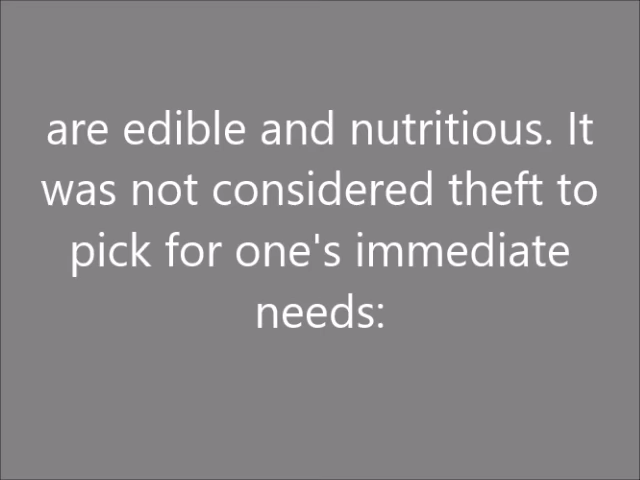 are edible and nutritious. It
was not considered theft to
pick for one's immediate
needs: